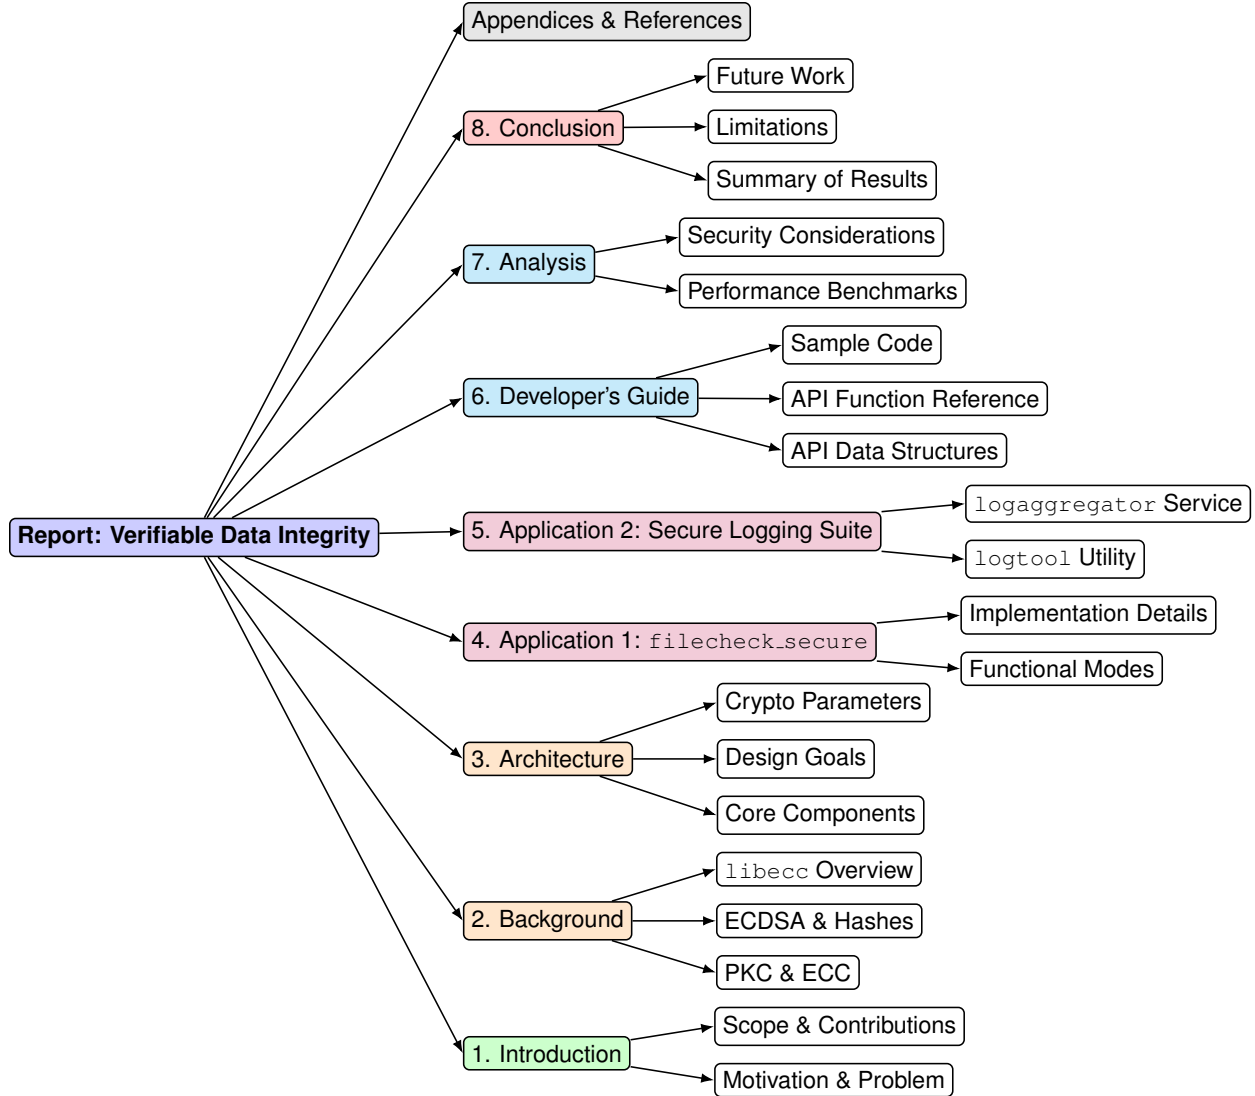 Appendices & References
Future Work
8. Conclusion
Limitations
Summary of Results
Security Considerations
7. Analysis
Performance Benchmarks
Sample Code
6. Developer’s Guide
API Function Reference
API Data Structures
Report: Verifiable Data Integrity
5. Application 2: Secure Logging Suite
logaggregator Service
logtool Utility
4. Application 1: filecheck_secure
Implementation Details
Functional Modes
Crypto Parameters
3. Architecture
Design Goals
Core Components
libecc Overview
2. Background
ECDSA & Hashes
PKC & ECC
Scope & Contributions
1. Introduction
Motivation & Problem